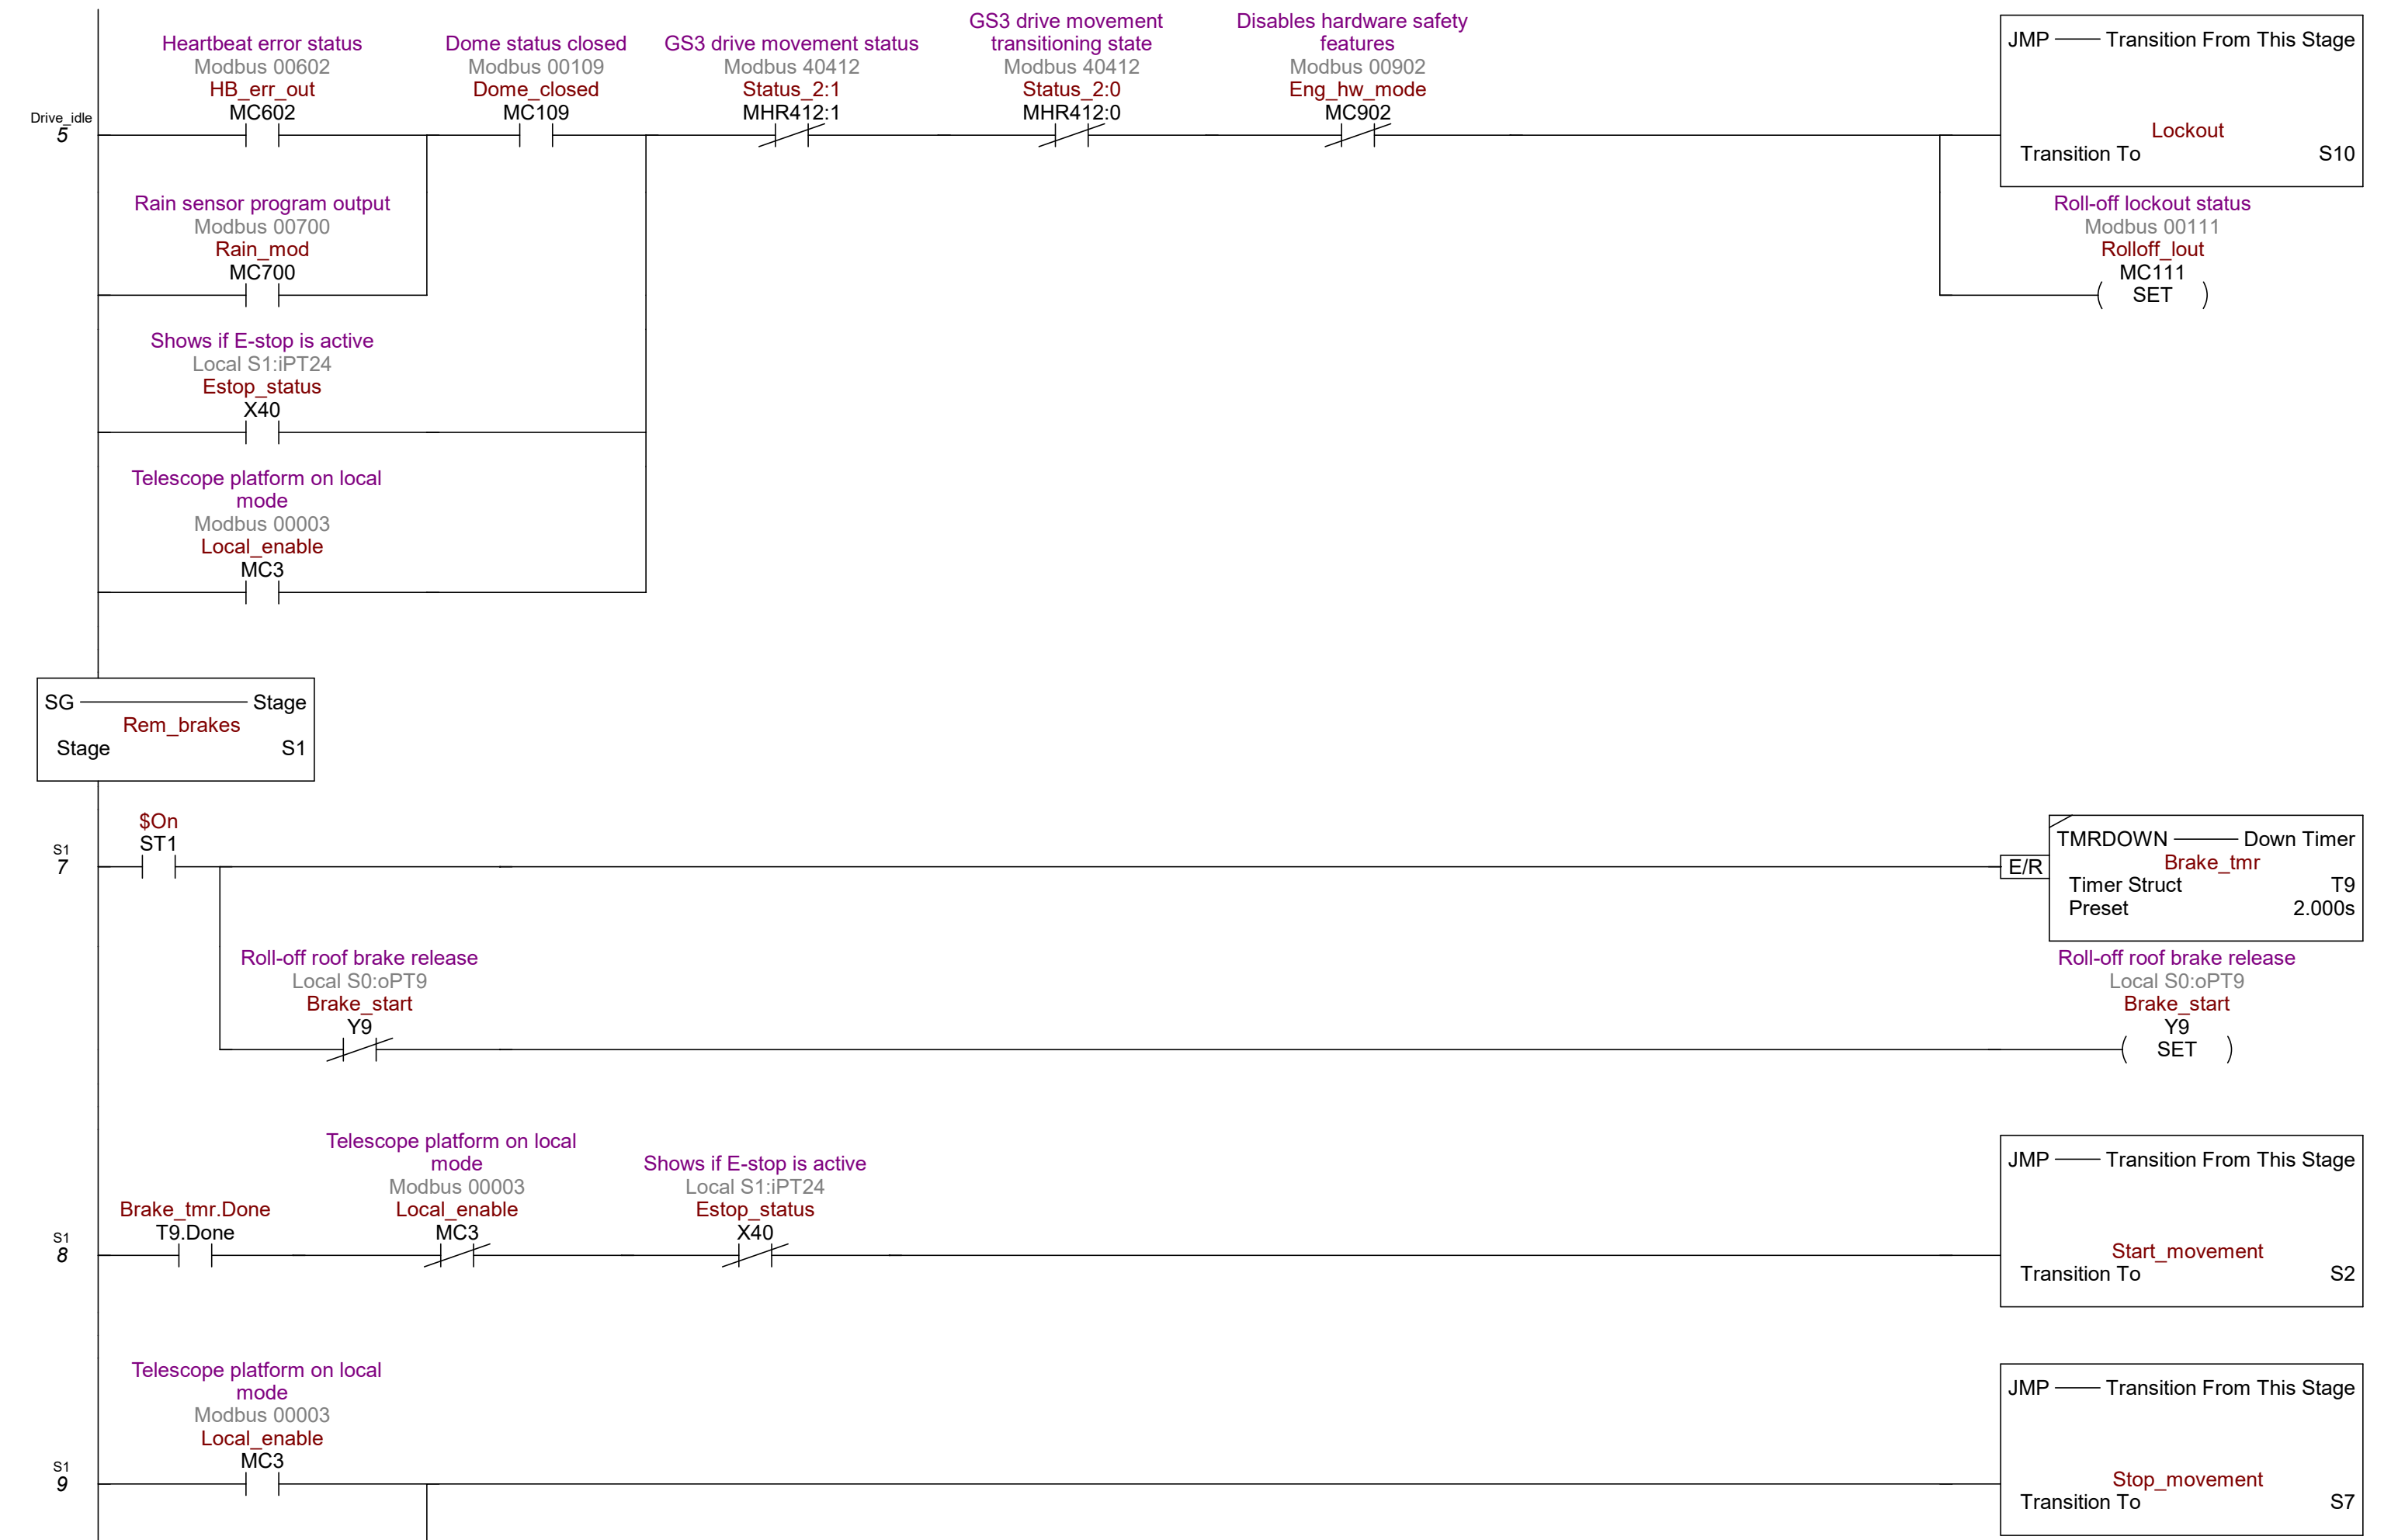 Heartbeat error status
Modbus 00602
HB_err_out
MC602
Dome status closed
Modbus 00109
Dome_closed
MC109
GS3 drive movement status
Modbus 40412
Status_2:1
MHR412:1
GS3 drive movement
transitioning state
Modbus 40412
Status_2:0
MHR412:0
Disables hardware safety
features
Modbus 00902
Eng_hw_mode
MC902
JMP Transition From This Stage
Lockout
Transition To S10
Drive_idle
5
Rain sensor program output
Modbus 00700
Rain_mod
MC700
Roll-off lockout status
Modbus 00111
Rolloff_lout
MC111
SET
Shows if E-stop is active
Local S1:iPT24
Estop_status
X40
Telescope platform on local
mode
Modbus 00003
Local_enable
MC3
SG Stage
Rem_brakes
Stage S1
S1
7
$On
ST1
E/R
TMRDOWN Down Timer
Brake_tmr
Timer Struct T9
Preset 2.000s
Roll-off roof brake release
Local S0:oPT9
Brake_start
Y9
Roll-off roof brake release
Local S0:oPT9
Brake_start
Y9
SET
S1
8
Brake_tmr.Done
T9.Done
Telescope platform on local
mode
Modbus 00003
Local_enable
MC3
Shows if E-stop is active
Local S1:iPT24
Estop_status
X40
JMP Transition From This Stage
Start_movement
Transition To S2
S1
9
Telescope platform on local
mode
Modbus 00003
Local_enable
MC3
JMP Transition From This Stage
Stop_movement
Transition To S7